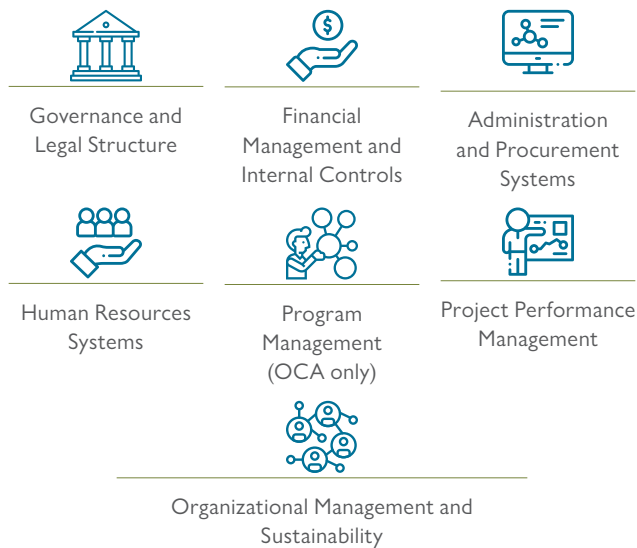 $
Governance and
Legal Structure
Financial
Management and
Internal Controls
Administration
and Procurement
Systems
Human Resources
Systems
Program
Management
(OCA only)
Project Performance
Management
Organizational Management and
Sustainability